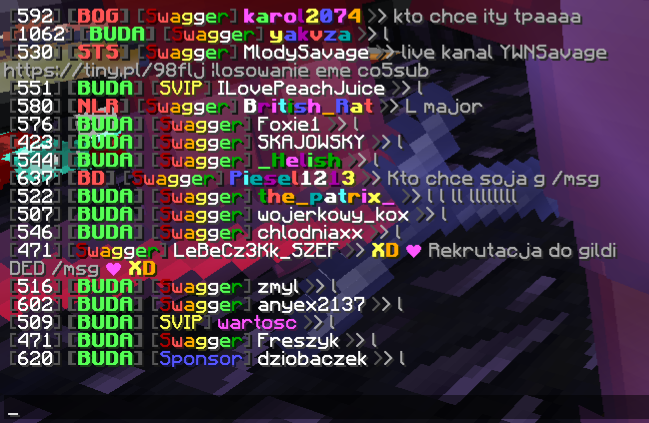 [592] [BOG] [Swagger] karol2074 >> kto chce ity tpaaaa
[1062] [BUDA] [Swagger] yakvza >> l
[530] [STS] [Swagger] MlodySavage >> live kanal YWNSavage
https://tiny.pl/98flj ilosowanie eme co5sub
[551] [BUDA] [SVIP] ILovePeachJuice >> l
[580] [NLR] [Swagger] British_Rat >> L major
[576] [BUDA] [Swagger] Foxie1 >> l
[423] [BUDA] [Swagger] SKAJOWSKY >> l
[544] [BUDA] [Swagger] _Helish >> l
[637] [BD] [Swagger] Piesel1213 >> Kto chce soja g /msg
[522] [BUDA] [Swagger] the_patrix_ >> l l ll llllllll
[507] [BUDA] [Swagger] wojerkowy_kox >> l
[546] [BUDA] [Swagger] chlodniaxx >> l
[471] [Swagger] LeBeCz3Kk_SZEF >> XD ♥ Rekrutacja do gildi
DED /msg ♥ XD
[516] [BUDA] [Swagger] zmyl >> l
[602] [BUDA] [Swagger] anyex2137 >> l
[509] [BUDA] [SVIP] wartosc >> l
[471] [BUDA] [Swagger] Freszyk >> l
[620] [BUDA] [Sponsor] dziobaczek >> l
_